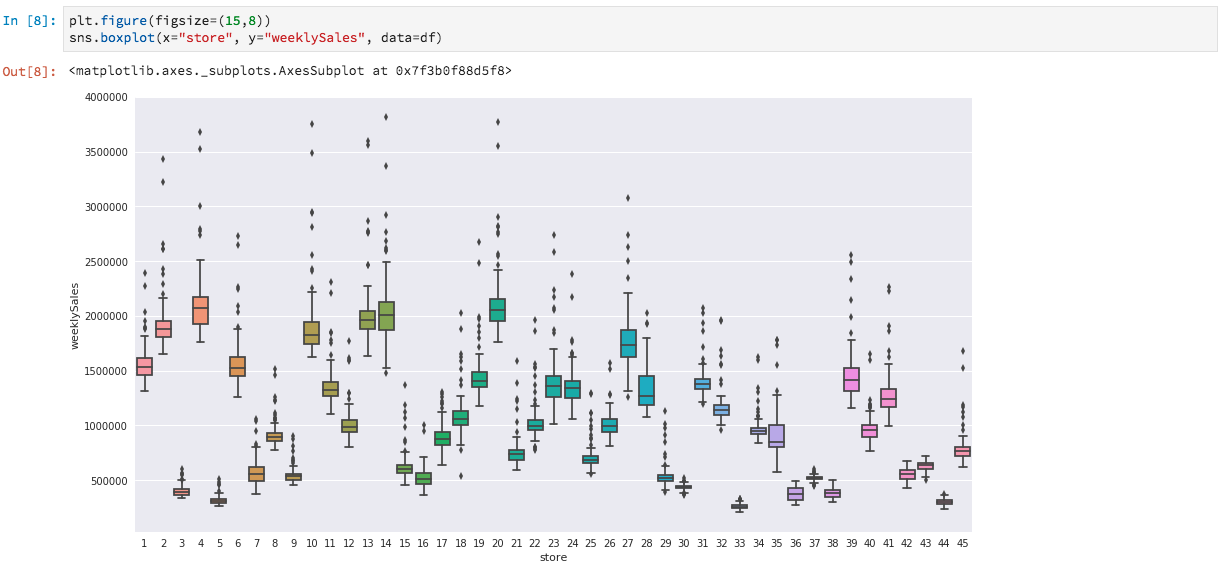 In [8]: plt.figure(figsize=(15,8))
sns.boxplot(x="store", y="weeklySales", data=df)
Out[8]: <matplotlib.axes._subplots.AxesSubplot at 0x7f3b0f88d5f8>
4000000
3500000
3000000
2500000
2000000
1500000
1000000
500000
weeklySales
1 2 3 4 5 6 7 8 9 10 11 12 13 14 15 16 17 18 19 20 21 22 23 24 25 26 27 28 29 30 31 32 33 34 35 36 37 38 39 40 41 42 43 44 45
store